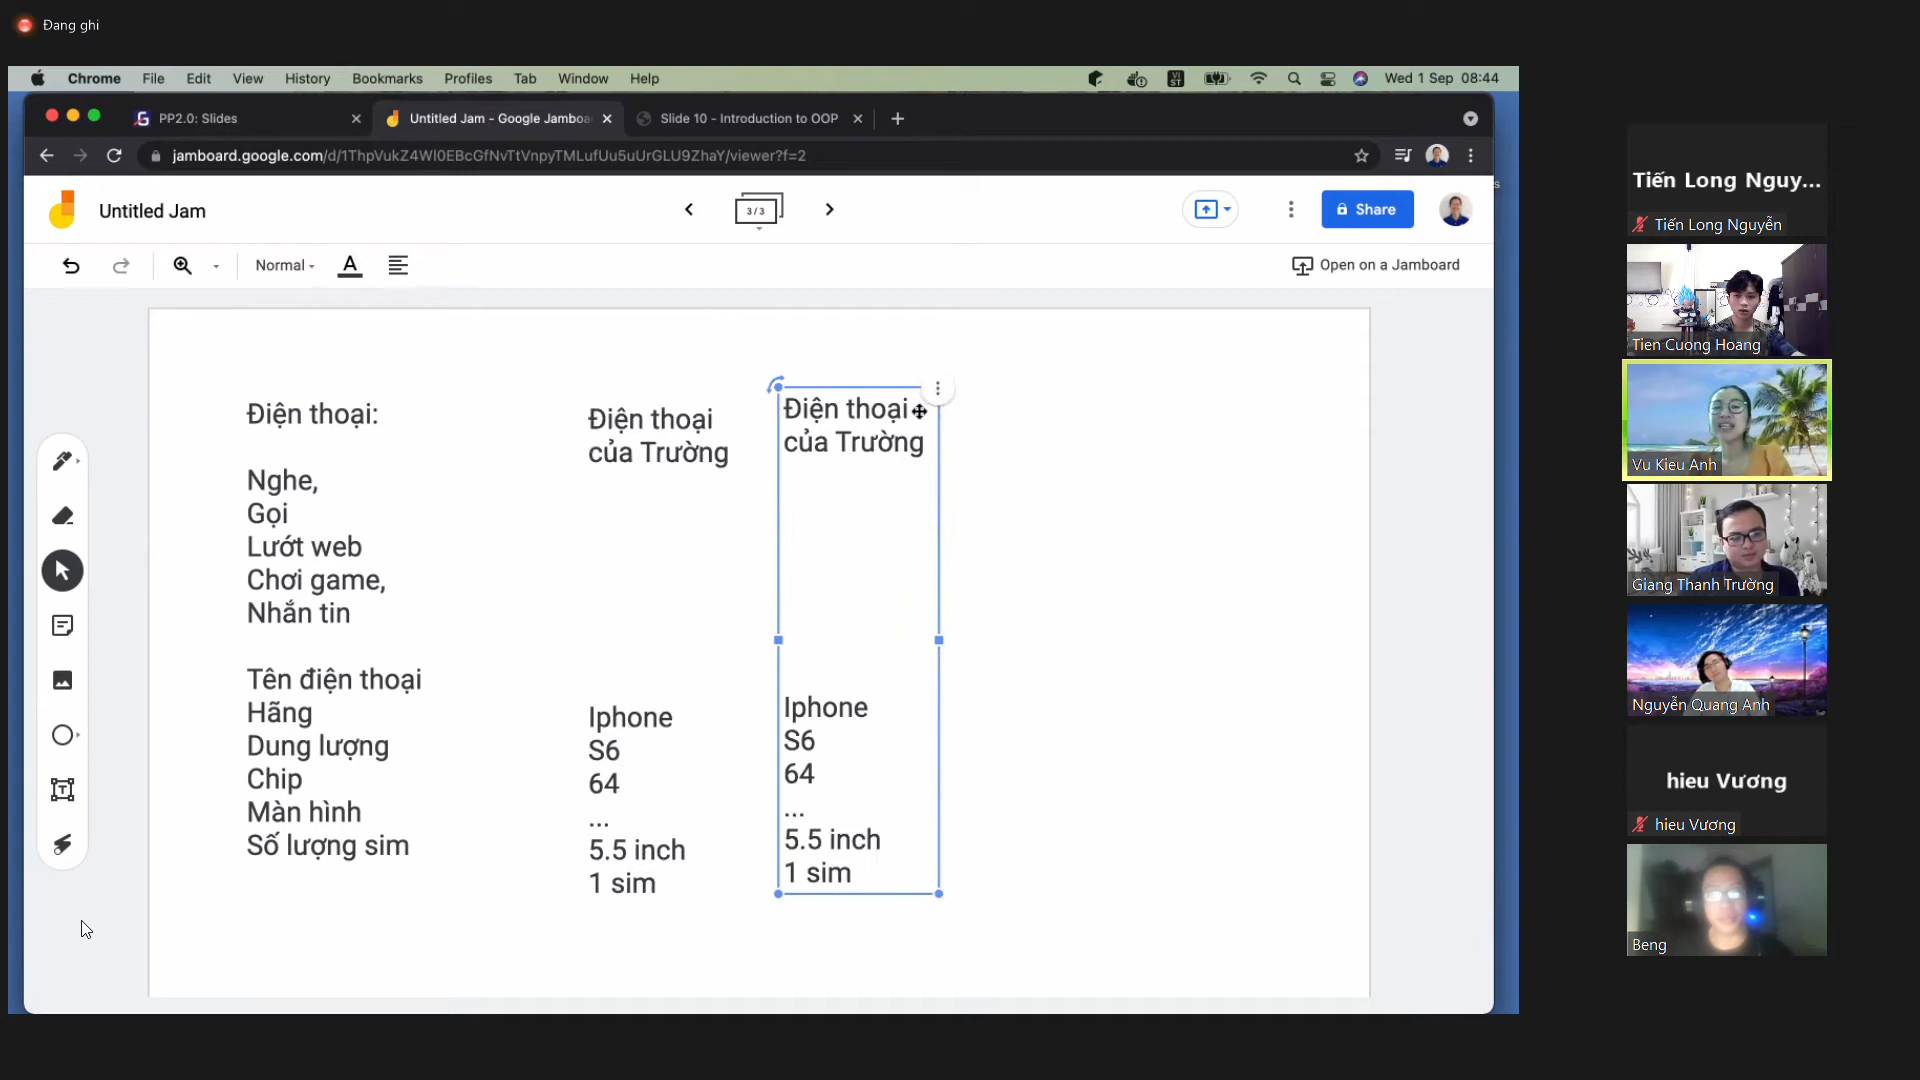 Đang ghi
Chrome File Edit View History Bookmarks Profiles Tab Window Help
VI
ST
Wed 1 Sep 08:44
PP2.0: Slides
Untitled Jam - Google Jamboa
Slide 10 - Introduction to OOP
jamboard.google.com/d/1ThpVukZ4WI0EBcGfNvTtVnpyTMLufUu5uUrGLU9ZhaY/viewer?f=2
Untitled Jam
3/3
Share
Normal
A
Open on a Jamboard
Điện thoại:
Nghe,
Gọi
Lướt web
Chơi game,
Nhắn tin
Tên điện thoại
Hãng
Dung lượng
Chip
Màn hình
Số lượng sim
Điện thoại
của Trường
Iphone
S6
64
...
5.5 inch
1 sim
Điện thoại
của Trường
Iphone
S6
64
...
5.5 inch
1 sim
Tiến Long Nguy...
Tiến Long Nguyễn
Tien Cuong Hoang
Vu Kieu Anh
Giang Thanh Trường
Nguyễn Quang Anh
hieu Vương
hieu Vương
Beng